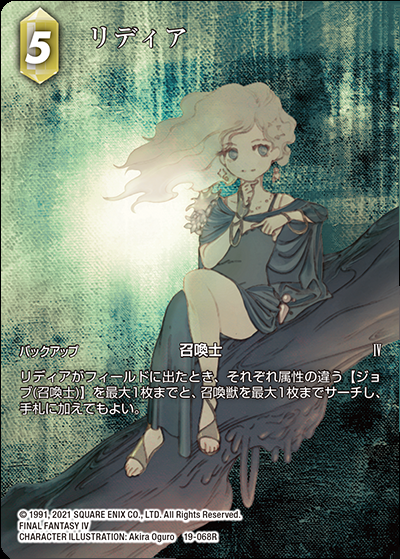 5
リディア
バックアップ 召喚士 IV
リディアがフィールドに出たとき、それぞれ属性の違う【ジョ
ブ(召喚士)】を最大1枚までと、召喚獣を最大1枚までサーチし、
手札に加えてもよい。
© 1991, 2021 SQUARE ENIX CO., LTD. All Rights Reserved.
FINAL FANTASY IV
CHARACTER ILLUSTRATION: Akira Oguro 19-068R